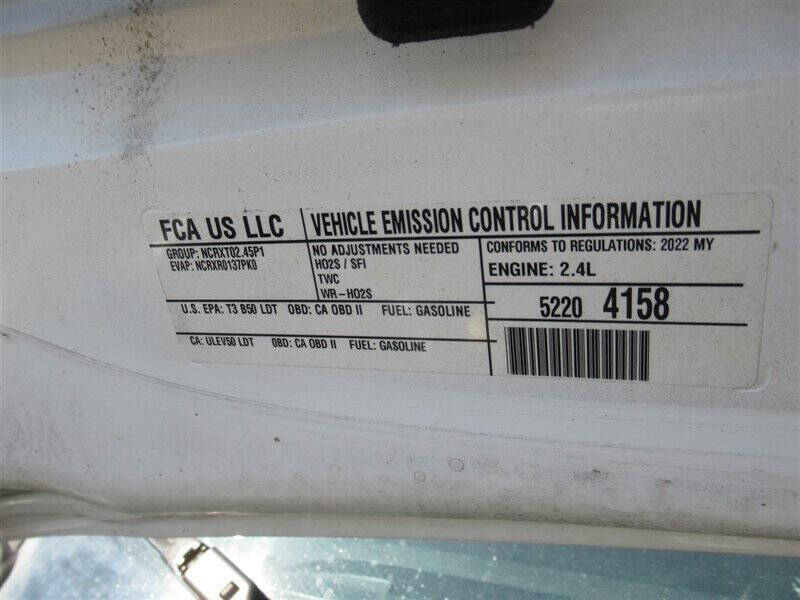 FCA US LLC VEHICLE EMISSION CONTROL INFORMATION
GROUP: NCRXT02.45P1
EVAP: NCRXR0137PK0
NO ADJUSTMENTS NEEDED
HO2S / SFI
TWC
WR-HO2S
CONFORMS TO REGULATIONS: 2022 MY
ENGINE: 2.4L
U.S. EPA: T3 B50 LDT OBD: CA OBD II FUEL: GASOLINE
CA: ULEV50 LDT OBD: CA OBD II FUEL: GASOLINE
5220 4158